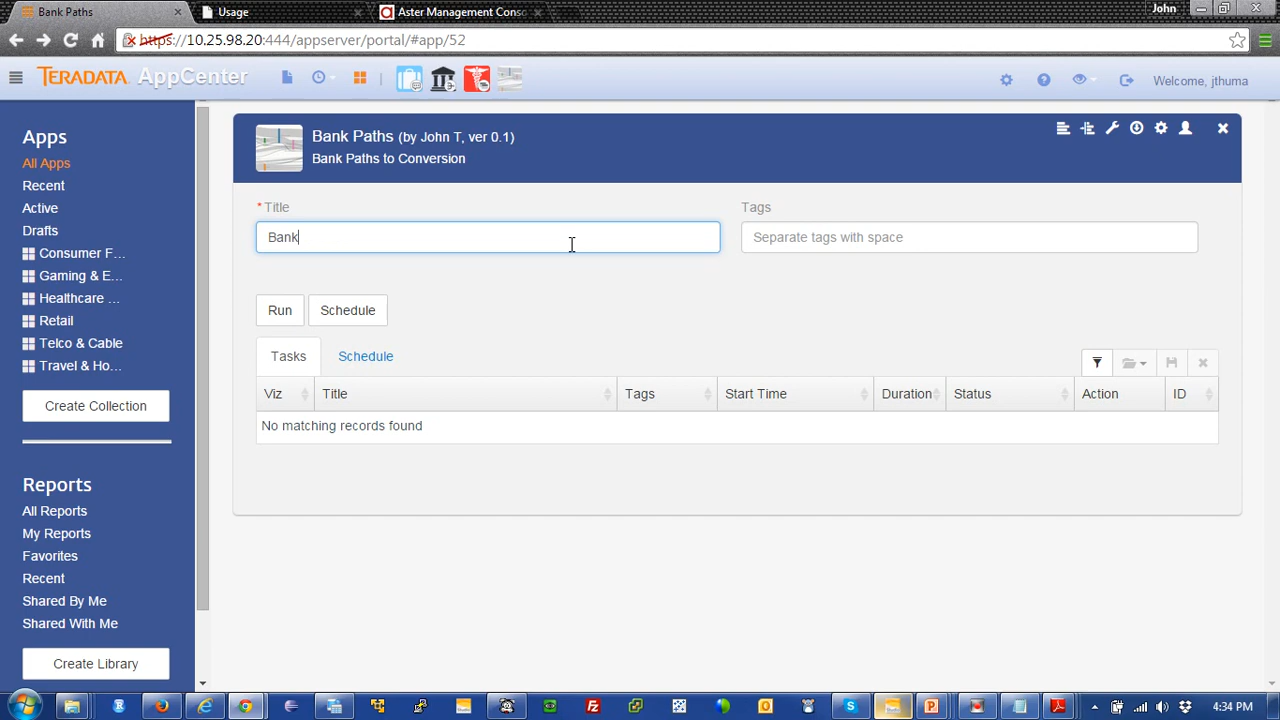 Bank Paths
Usage
Aster Management Conso
John
https://10.25.98.20:444/appserver/portal/#app/52
TERADATA AppCenter
Welcome, jthuma
Apps
All Apps
Recent
Active
Drafts
Consumer F...
Gaming & E...
Healthcare ...
Retail
Telco & Cable
Travel & Ho...
Create Collection
Reports
All Reports
My Reports
Favorites
Recent
Shared By Me
Shared With Me
Create Library
Bank Paths (by John T, ver 0.1)
Bank Paths to Conversion
* Title
Tags
Bank
Separate tags with space
Run
Schedule
Tasks
Schedule
Viz
Title
Tags
Start Time
Duration
Status
Action
ID
No matching records found
4:34 PM